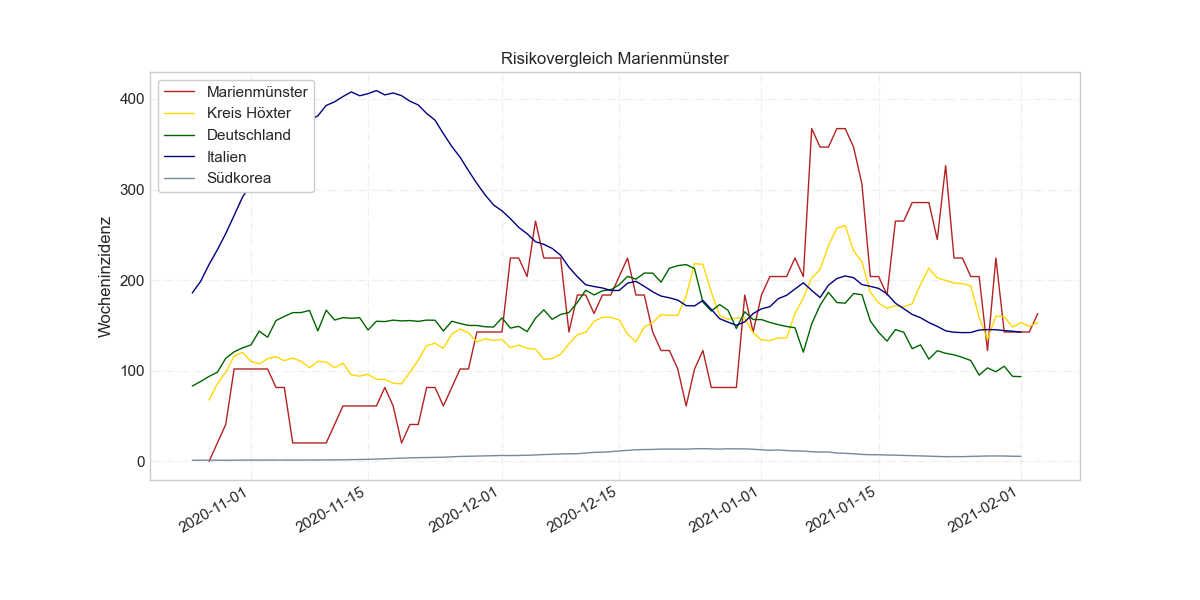 Risikovergleich Marienmünster
Wocheninzidenz
400
300
200
100
0
Marienmünster
Kreis Höxter
Deutschland
Italien
Südkorea
2020-11-01
2020-11-15
2020-12-01
2020-12-15
2021-01-01
2021-01-15
2021-02-01